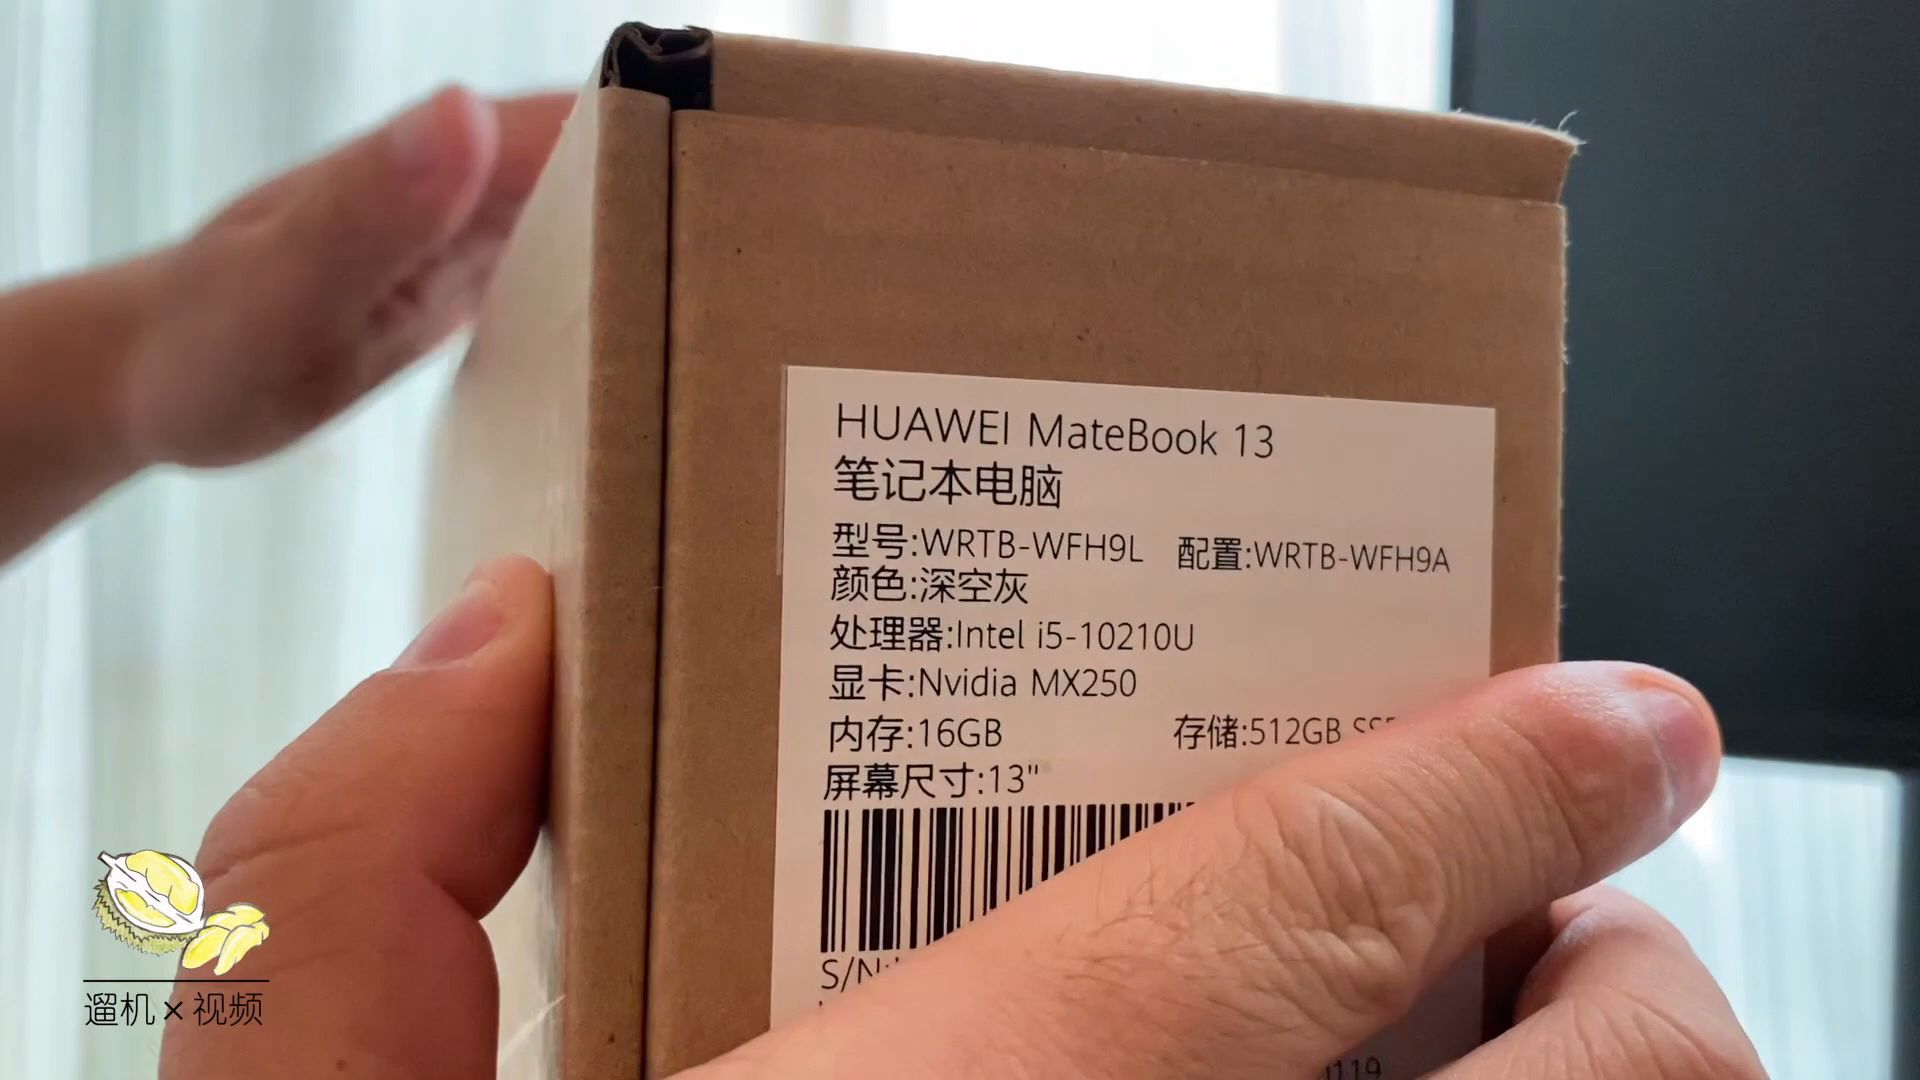 HUAWEI MateBook 13
笔记本电脑
型号:WRTB-WFH9L 配置:WRTB-WFH9A
颜色:深空灰
处理器:Intel i5-10210U
显卡:Nvidia MX250
内存:16GB 存储:512GB
屏幕尺寸:13"
S/N:
遛机×视频